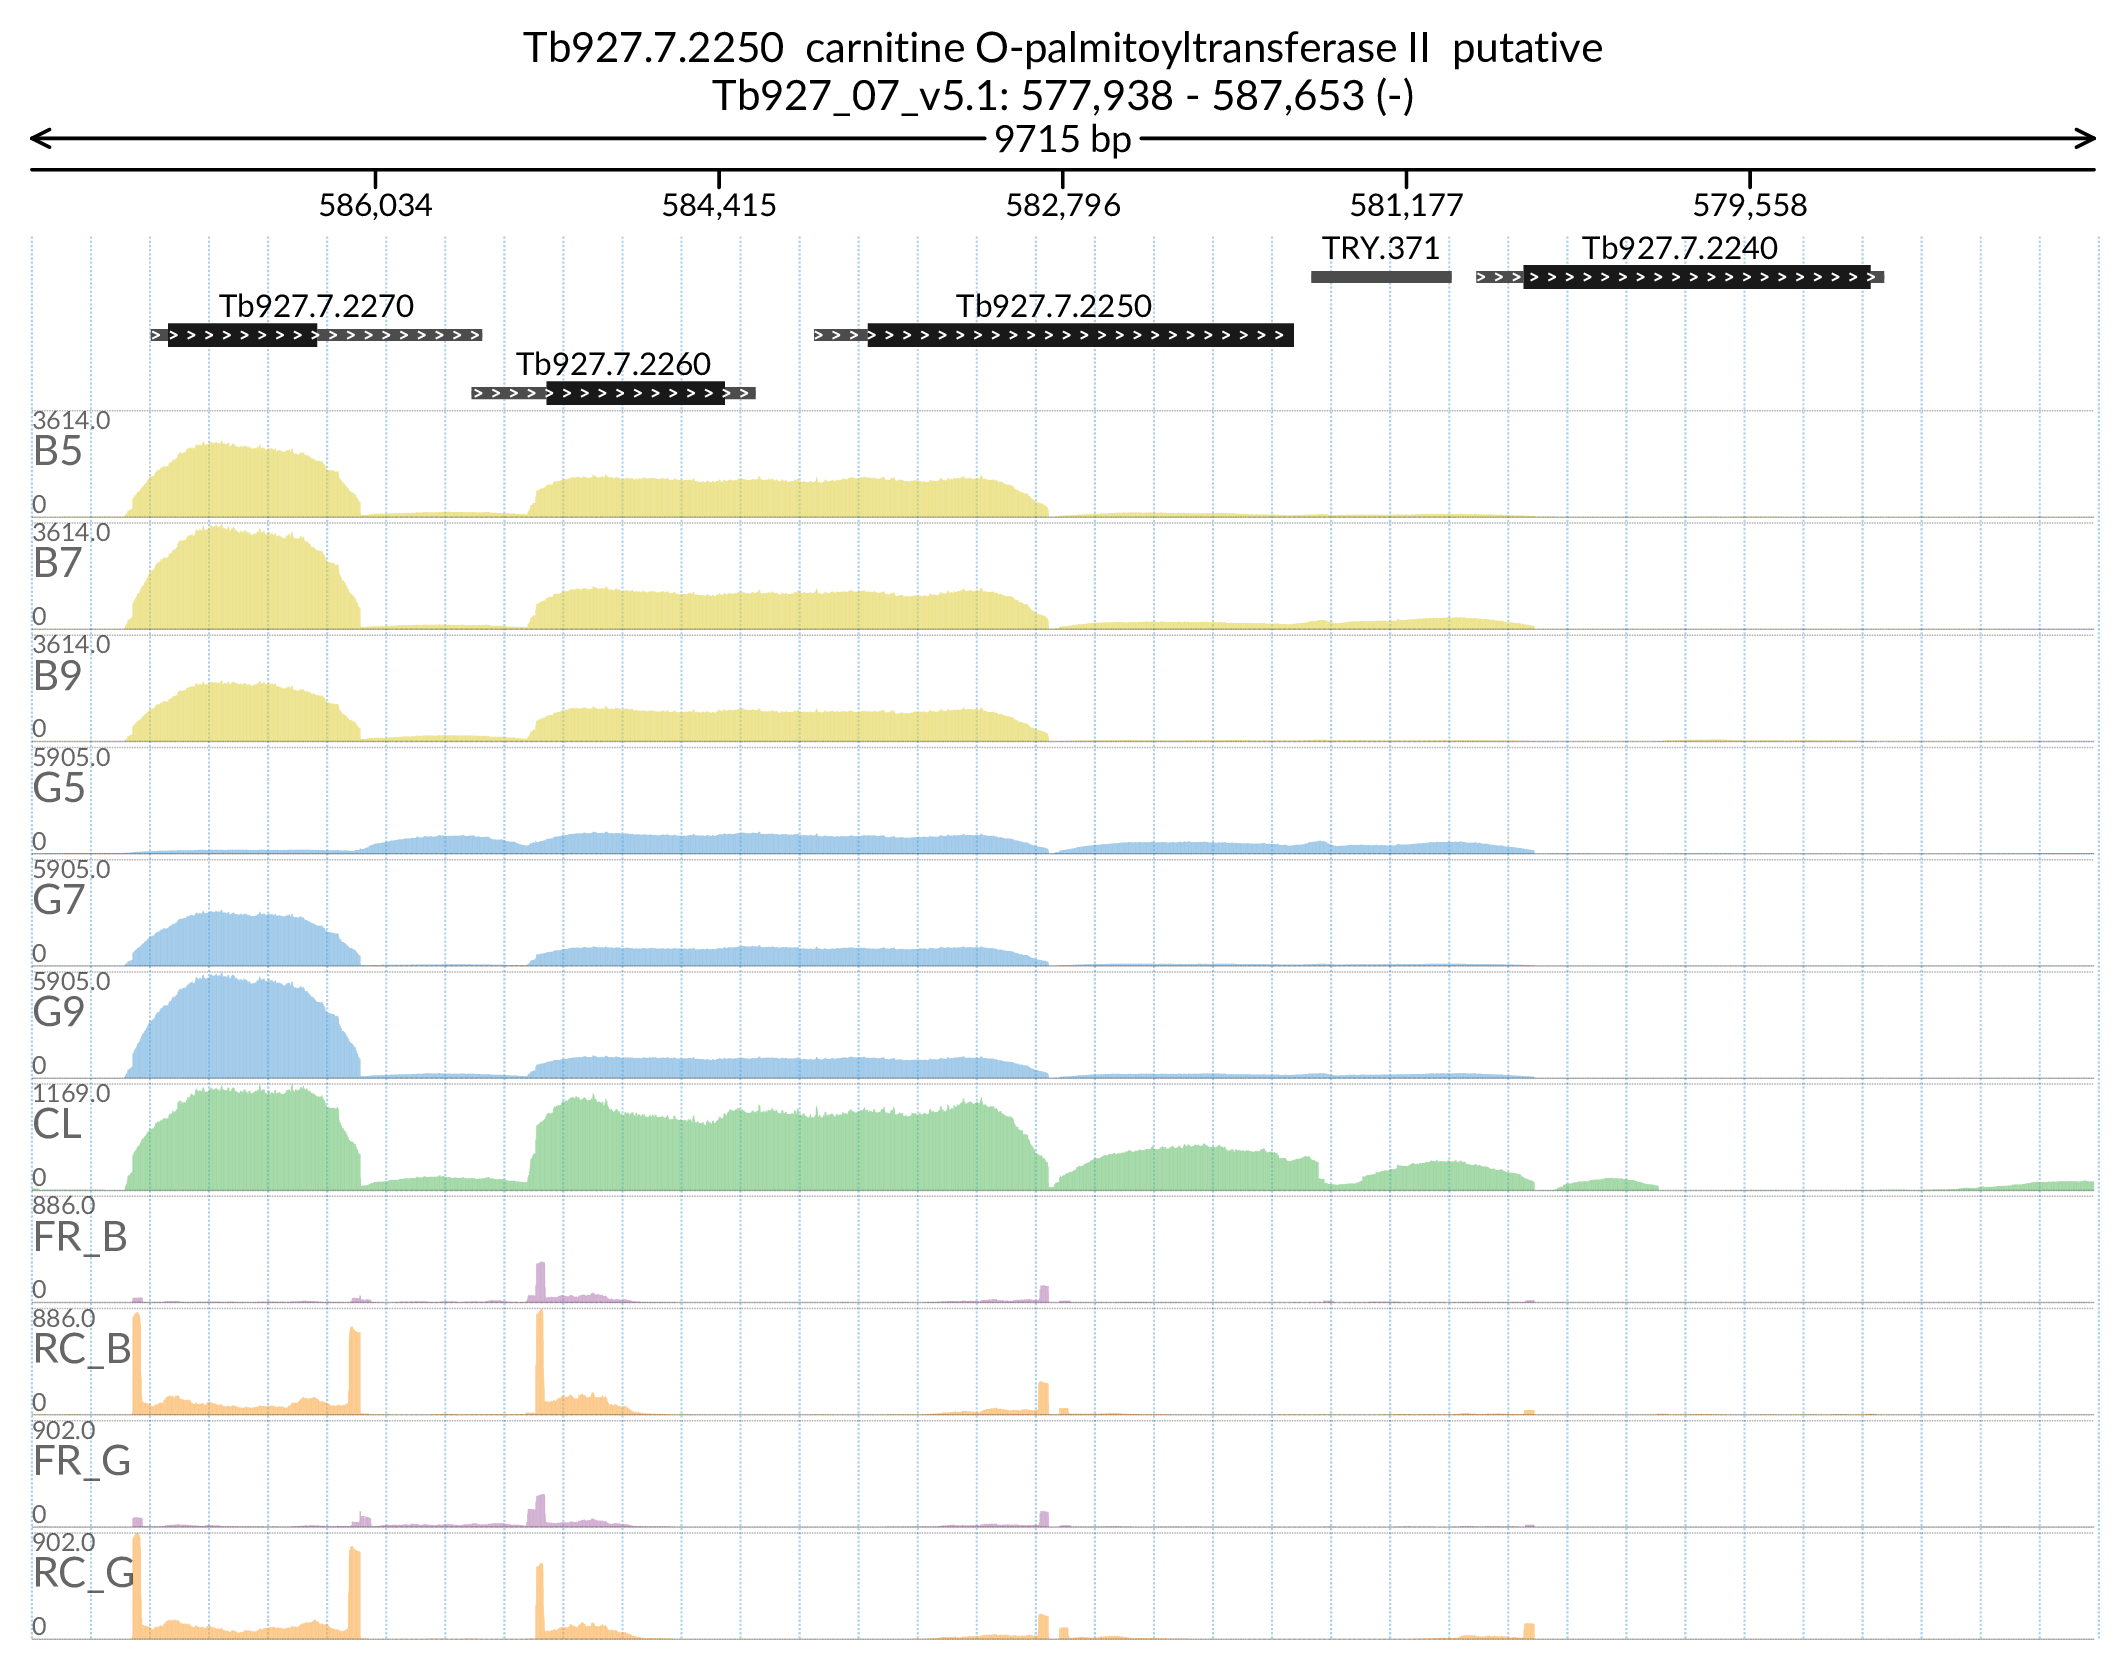 Tb927.7.2250 carnitine O-palmitoyltransferase II putative
Tb927_07_v5.1: 577,938 - 587,653 (-)
9715 bp
586,034 584,415 582,796 581,177 579,558
TRY.371 Tb927.7.2240
Tb927.7.2270 Tb927.7.2250
Tb927.7.2260
3614.0
B5
0
3614.0
B7
0
3614.0
B9
0
5905.0
G5
0
5905.0
G7
0
5905.0
G9
0
1169.0
CL
0
886.0
FR_B
0
886.0
RC_B
0
902.0
FR_G
0
902.0
RC_G
0